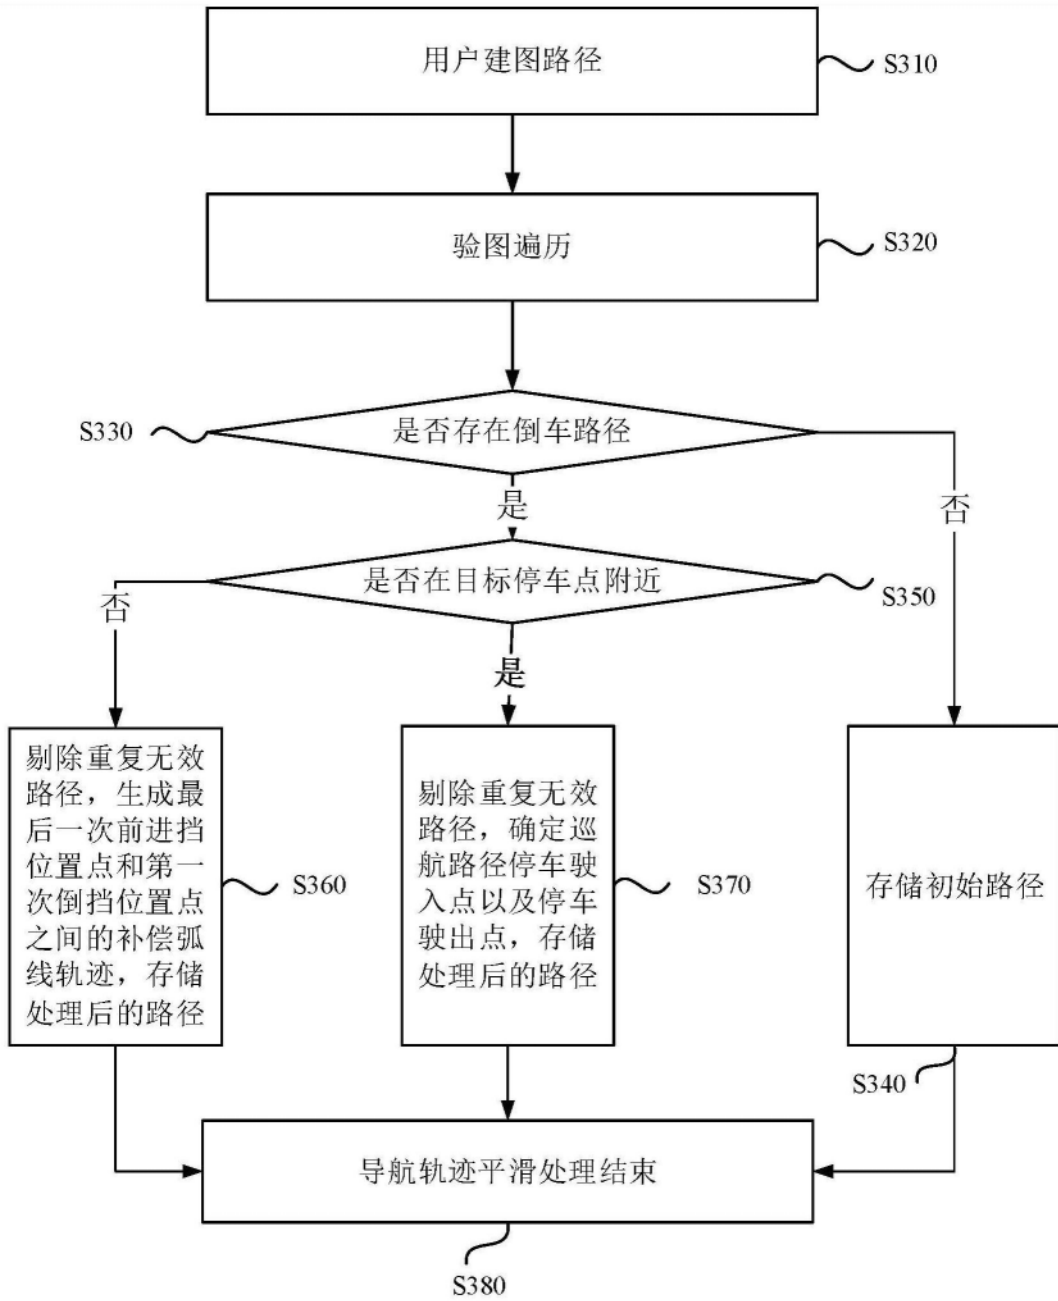 用户建图路径
S310
验图遍历
S320
S330
是否存在倒车路径
是
否
是否在目标停车点附近
S350
否
是
剔除重复无效
路径，生成最
后一次前进挡
位置点和第一
次倒挡位置点
之间的补偿弧
线轨迹，存储
处理后的路径
S360
剔除重复无效
路径，确定巡
航路径停车驶
入点以及停车
驶出点，存储
处理后的路径
S370
存储初始路径
S340
导航轨迹平滑处理结束
S380